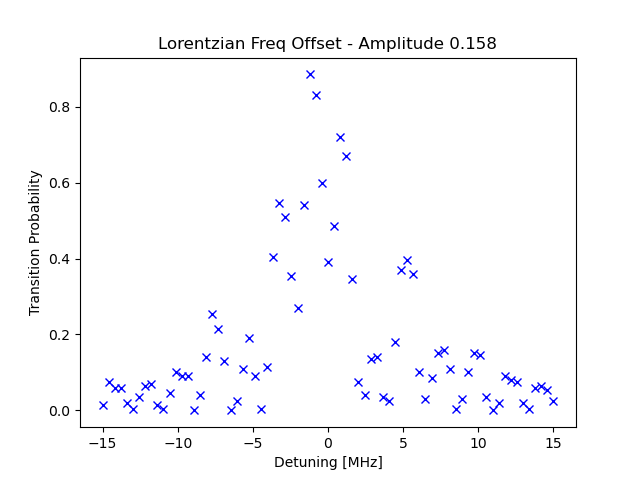 Lorentzian Freq Offset - Amplitude 0.158
Transition Probability
0.8
0.6
0.4
0.2
0.0
−15 −10 −5 0 5 10 15
Detuning [MHz]